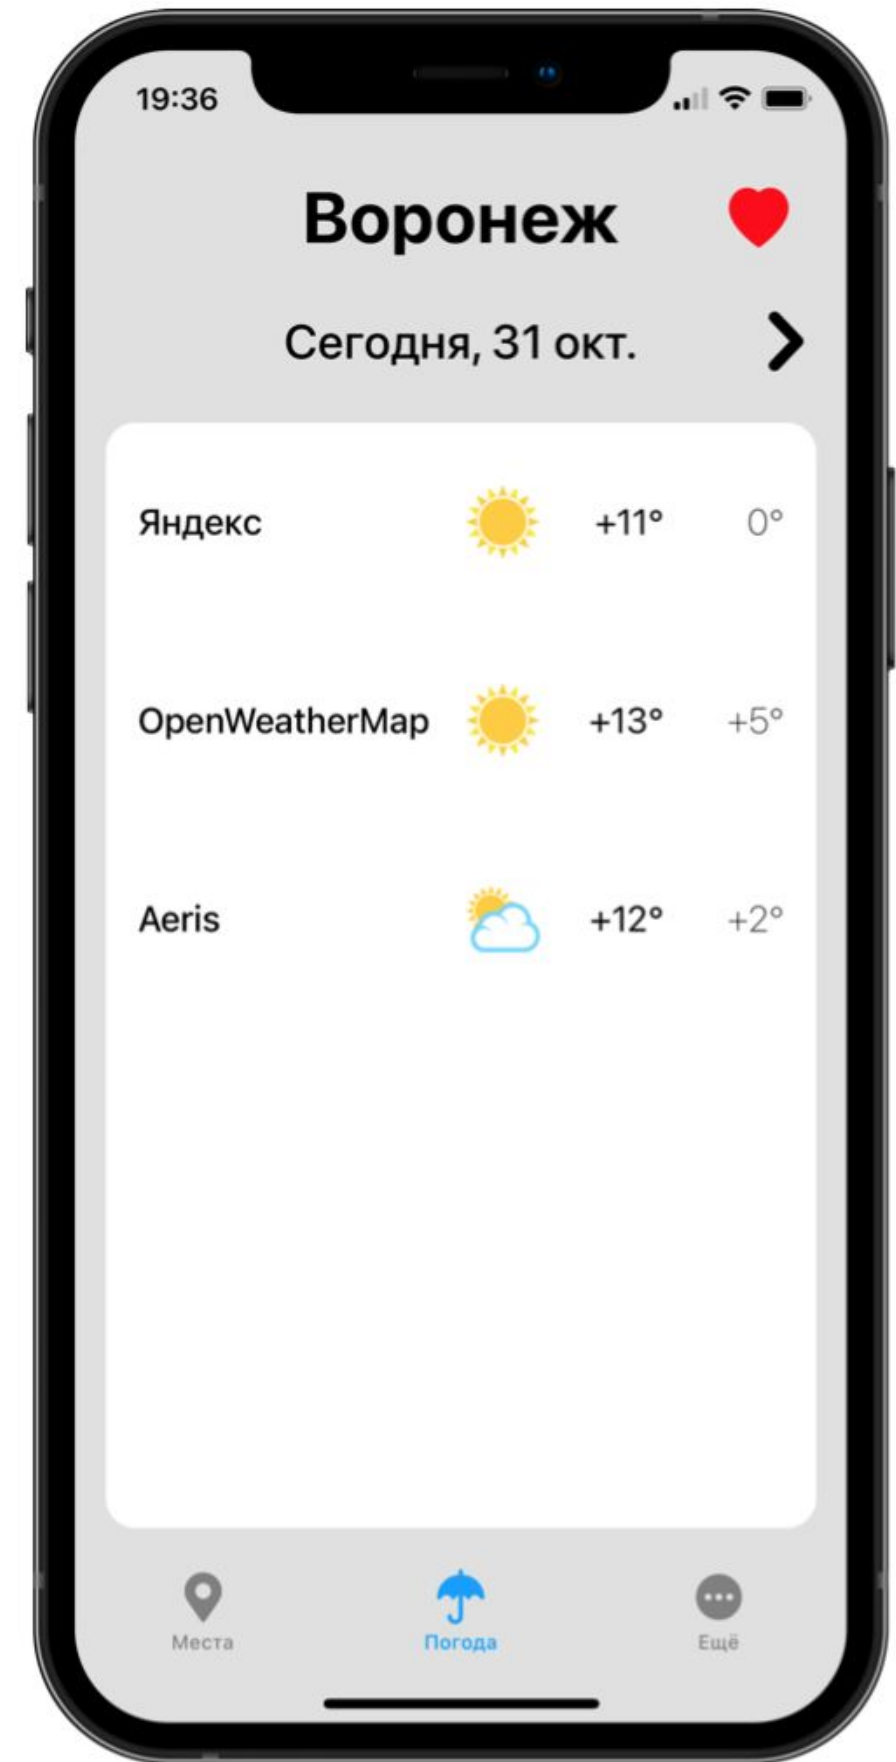 19:36
Воронеж
Сегодня, 31 окт.
Яндекс +11° 0°
OpenWeatherMap +13° +5°
Aeris +12° +2°
Места Погода Ещё